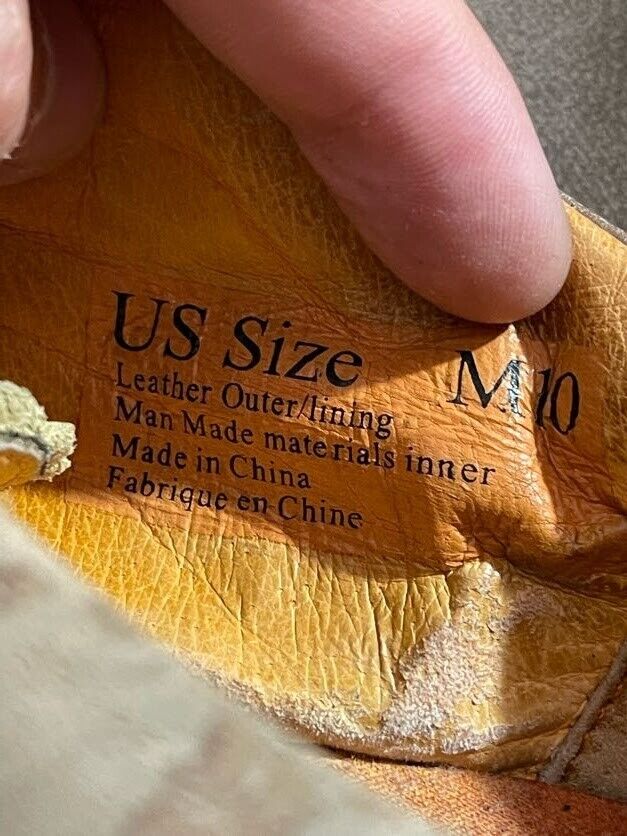 US Size M 10
Leather Outer/lining
Man Made materials inner
Made in China
Fabrique en Chine